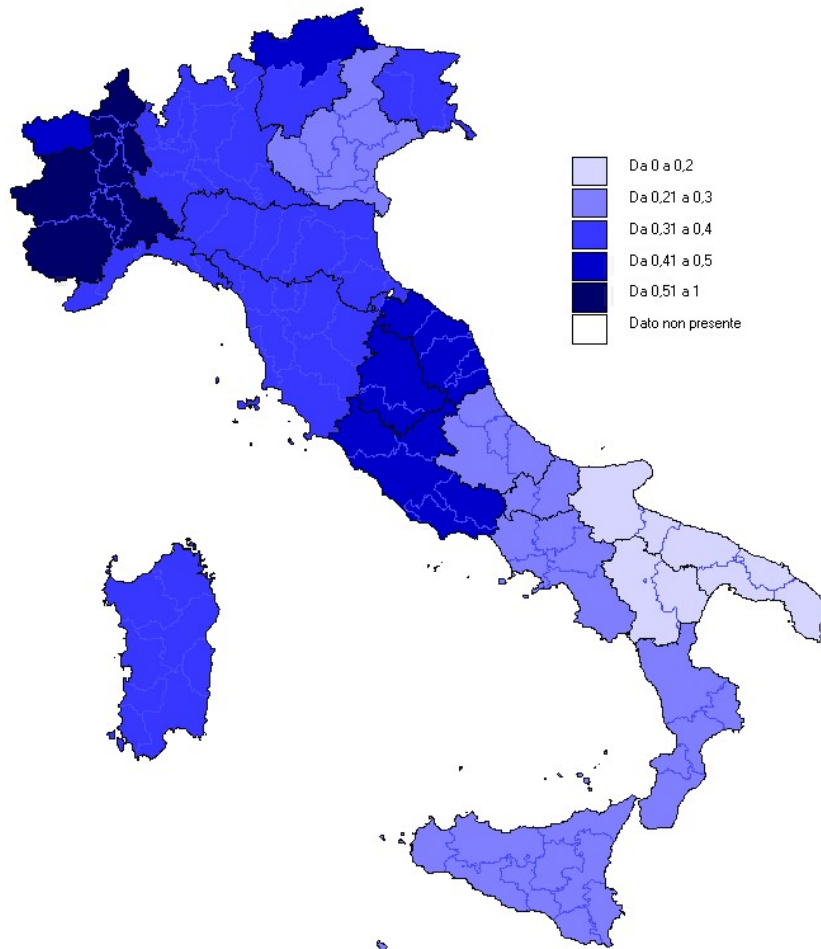 Da 0 a 0,2
Da 0,21 a 0,3
Da 0,31 a 0,4
Da 0,41 a 0,5
Da 0,51 a 1
Dato non presente